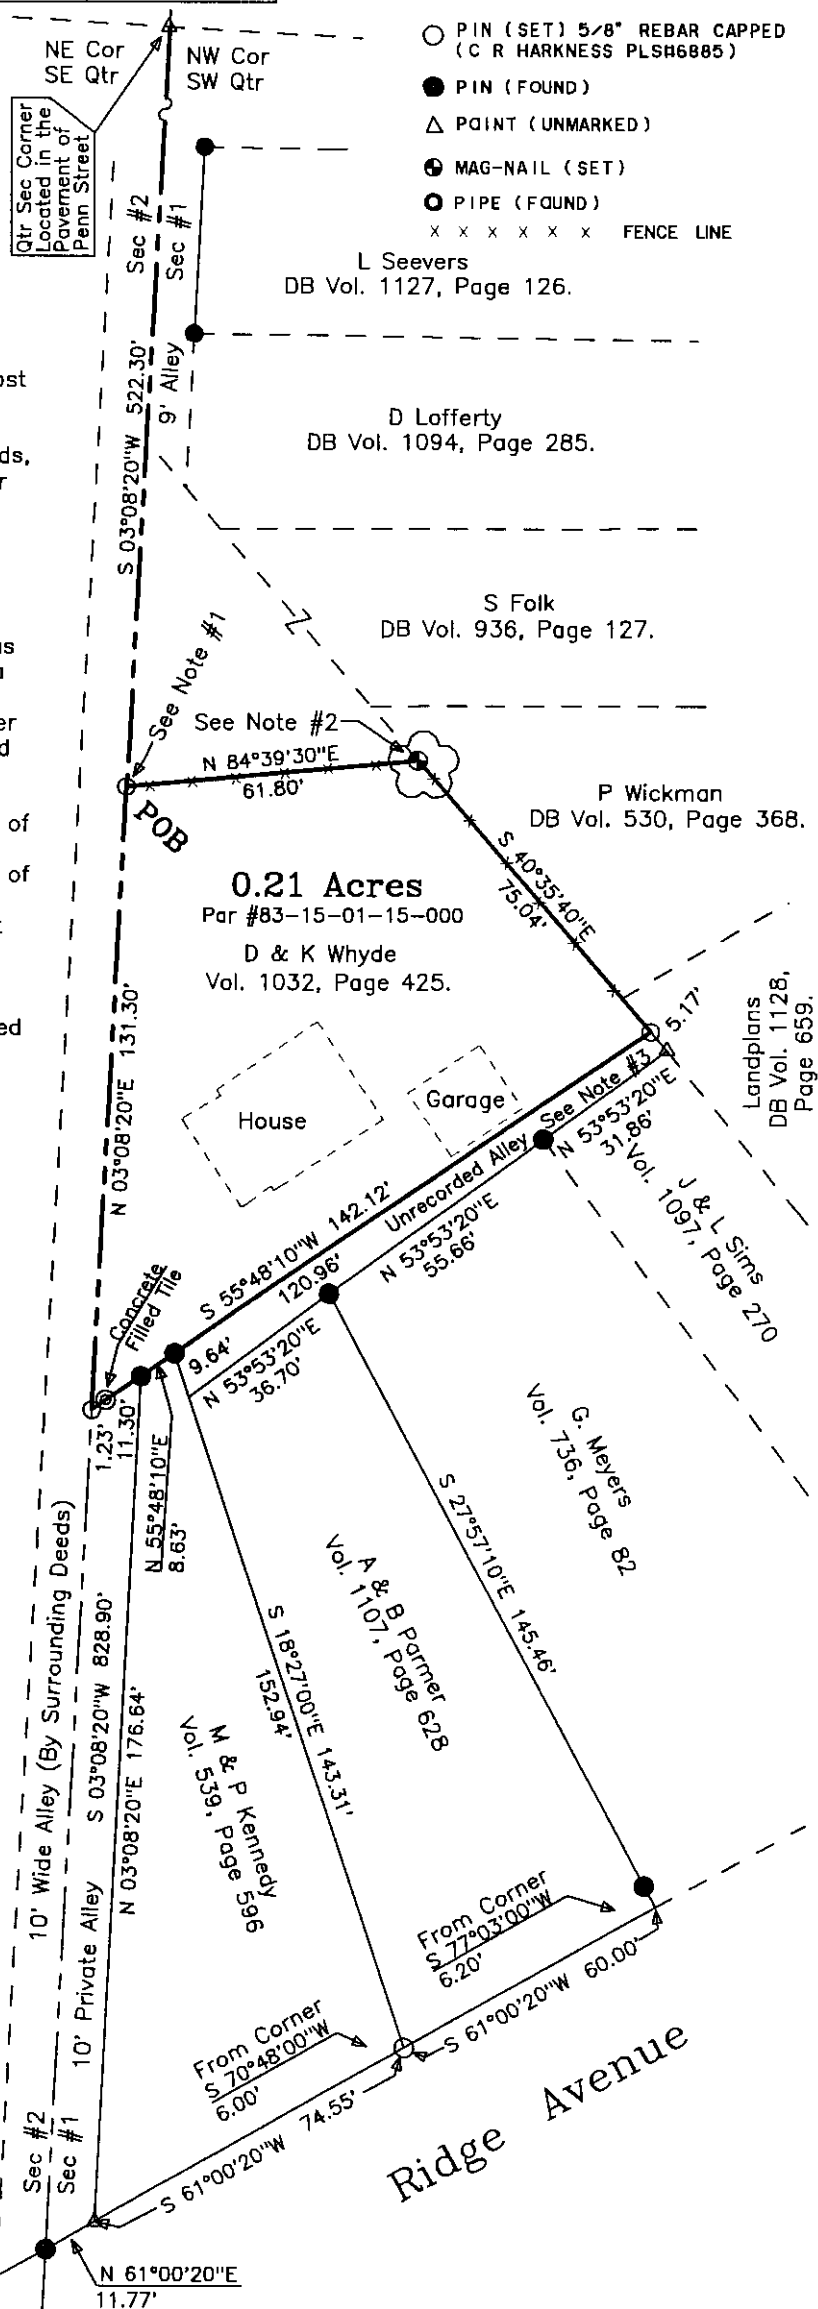 PIN (SET) 5/8" REBAR CAPPED
(C R HARKNESS PLS#6885)
PIN (FOUND)
POINT (UNMARKED)
MAG-NAIL (SET)
PIPE (FOUND)
x x x x x x FENCE LINE
NE Cor
SE Qtr
NW Cor
SW Qtr
Qtr Sec Corner
Located in the
Pavement of
Penn Street
Sec #2
Sec #1
L Seevers
DB Vol. 1127, Page 126.
S 03°08'20"W 522.30'
9' Alley
ost
D Lafferty
DB Vol. 1094, Page 285.
ds,
r
S Folk
DB Vol. 936, Page 127.
us
er
d
See Note #1
See Note #2
N 84°39'30"E
61.80'
POB
P Wickman
DB Vol. 530, Page 368.
of
of
S 40°35'40"E
75.04'
0.21 Acres
Par #83-15-01-15-000
D & K Whyde
Vol. 1032, Page 425.
ed
N 03°08'20"E 131.30'
5.17'
Landplans
DB Vol. 1128,
Page 659.
House
Garage
See Note #3
N 53°53'20"E
31.86'
Unrecorded Alley
S 55°48'10"W 142.12'
120.96'
N 53°53'20"E
55.66'
J & L Sims
Vol. 1097, Page 270
Concrete
Filled Tile
9.64'
N 53°53'20"E
36.70'
1.23'
11.30'
N 55°48'10"E
8.63'
G. Meyers
Vol. 736, Page 82
S 27°57'10"E 145.46'
A & B Parmer
Vol. 1107, Page 628
S 18°27'00"E 143.31'
152.94'
M & P Kennedy
Vol. 539, Page 596
10' Wide Alley (By Surrounding Deeds)
S 03°08'20"W 828.90'
10' Private Alley
N 03°08'20"E 176.64'
From Corner
S 77°03'00"W
6.20'
S 61°00'20"W 60.00'
From Corner
S 70°48'00"W
6.00'
S 61°00'20"W 74.55'
Ridge Avenue
Sec #2
Sec #1
N 61°00'20"E
11.77'